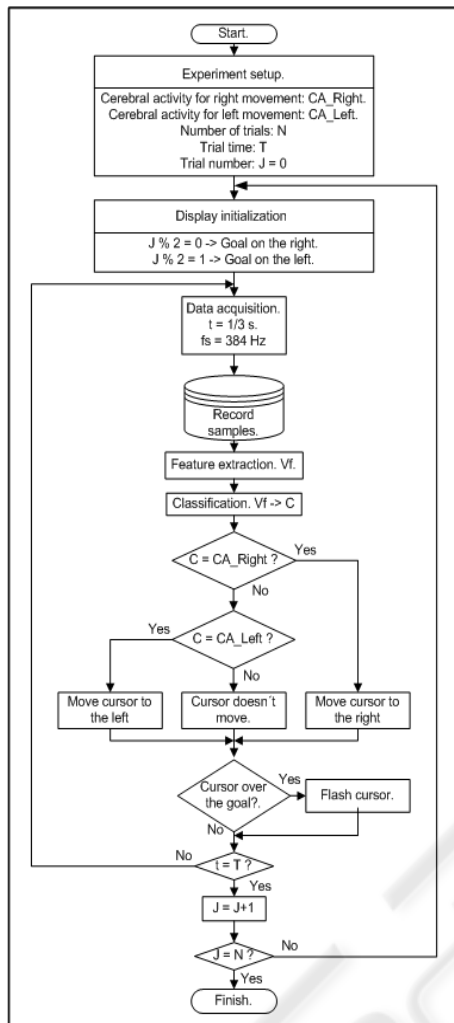 Start.
Experiment setup.
Cerebral activity for right movement: CA_Right.
Cerebral activity for left movement: CA_Left.
Number of trials: N
Trial time: T
Trial number: J = 0
Display initialization
J % 2 = 0 -> Goal on the right.
J % 2 = 1 -> Goal on the left.
Data acquisition.
t = 1/3 s.
fs = 384 Hz
Record
samples.
Feature extraction. Vf.
Classification. Vf -> C
C = CA_Right ?
Yes
No
C = CA_Left ?
Yes
No
Move cursor to
the left
Cursor doesn´t
move.
Move cursor to
the right
Cursor over
the goal?.
Yes
Flash cursor.
No
t = T ?
No
Yes
J = J+1
J = N ?
No
Yes
Finish.